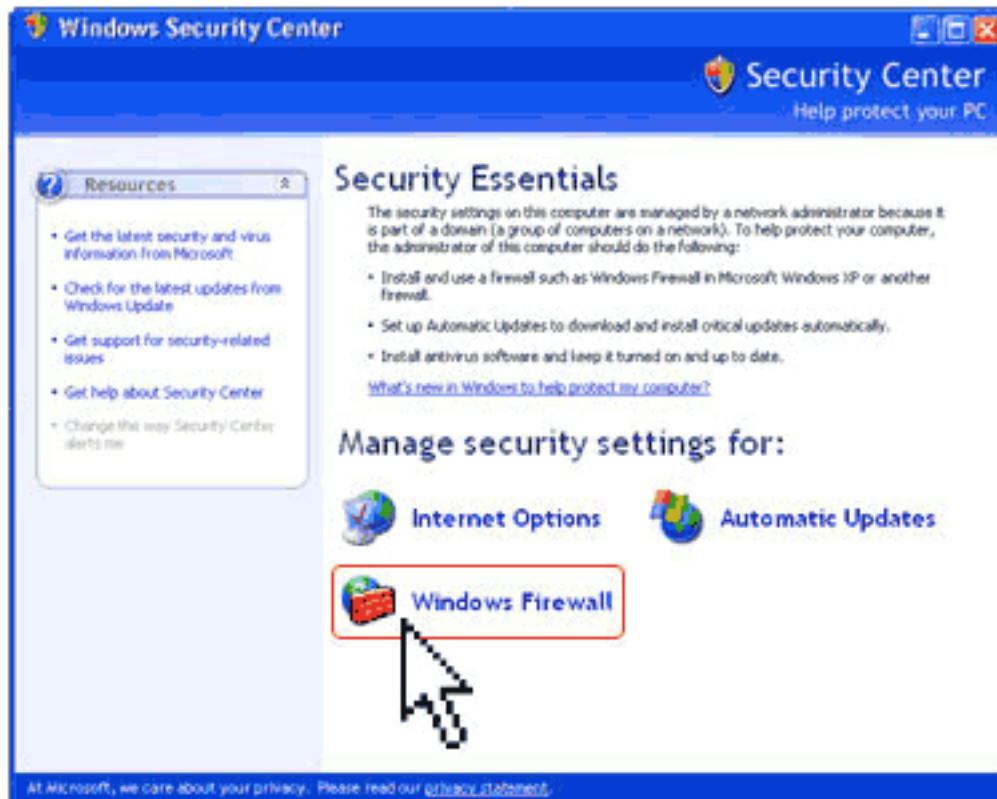 Windows Security Center
Security Center
Help protect your PC
Resources
• Get the latest security and virus
information from Microsoft
• Check for the latest updates from
Windows Update
• Get support for security-related
issues
• Get help about Security Center
• Change the way Security Center
alerts me
Security Essentials
The security settings on this computer are managed by a network administrator because it
is part of a domain (a group of computers on a network). To help protect your computer,
the administrator of this computer should do the following:
• Install and use a firewall such as Windows Firewall in Microsoft Windows XP or another
firewall.
• Set up Automatic Updates to download and install critical updates automatically.
• Install antivirus software and keep it turned on and up to date.
What's new in Windows to help protect my computer?
Manage security settings for:
Internet Options
Automatic Updates
Windows Firewall
At Microsoft, we care about your privacy. Please read our privacy statement.